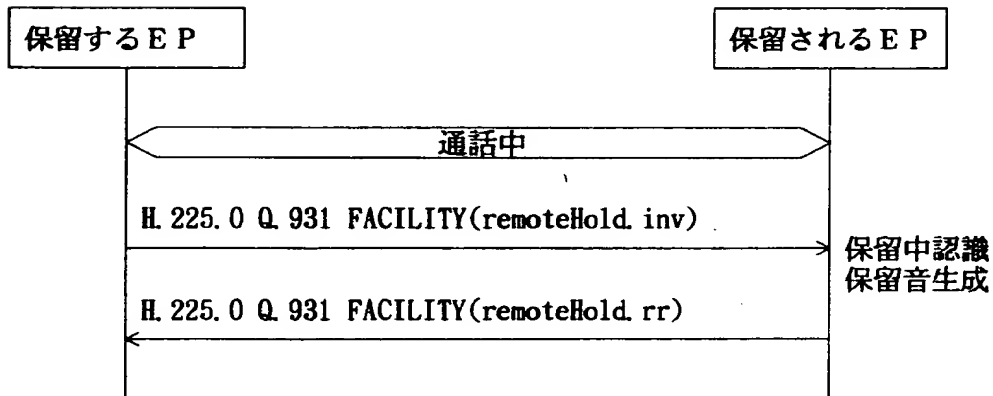 保留するEP
保留されるEP
通話中
H.225.0 Q.931 FACILITY(remoteHold.inv)
保留中認識
保留音生成
H.225.0 Q.931 FACILITY(remoteHold.rr)